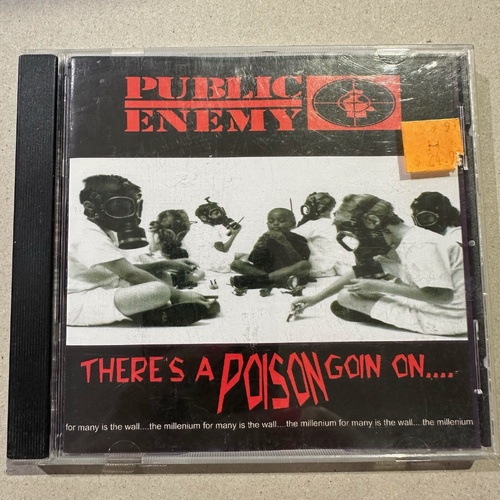 PUBLIC
ENEMY
H
THERE'S A POISON GOIN ON....
for many is the wall....the millenium for many is the wall....the millenium for many is the wall....the millenium